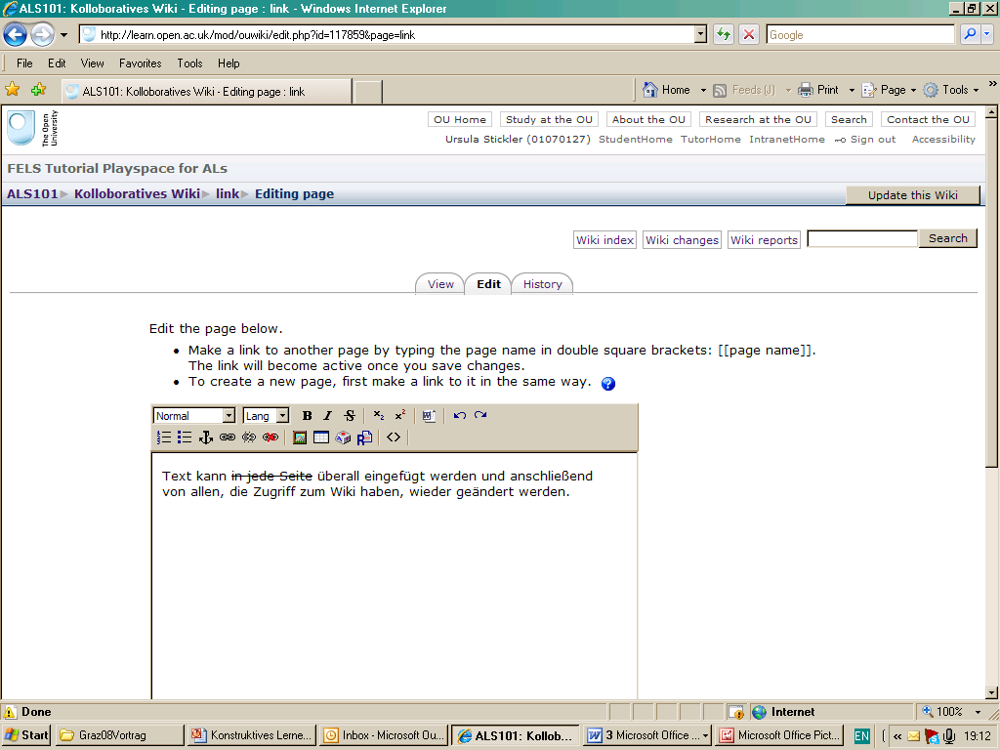 ALS101: Kolloboratives Wiki - Editing page : link - Windows Internet Explorer
http://learn.open.ac.uk/mod/ouwiki/edit.php?id=117859&page=link
Google
File Edit View Favorites Tools Help
ALS101: Kolloboratives Wiki - Editing page : link
Home Feeds (J) Print Page Tools »
The Open University
OU Home Study at the OU About the OU Research at the OU Search Contact the OU
Ursula Stickler (01070127) StudentHome TutorHome IntranetHome Sign out Accessibility
FELS Tutorial Playspace for ALs
ALS101 Kolloboratives Wiki link Editing page Update this Wiki
Wiki index Wiki changes Wiki reports Search
View Edit History
Edit the page below.
• Make a link to another page by typing the page name in double square brackets: [[page name]].
The link will become active once you save changes.
• To create a new page, first make a link to it in the same way. ?
Normal Lang B I S x₂ x² W
<>
Text kann in jede Seite überall eingefügt werden und anschließend
von allen, die Zugriff zum Wiki haben, wieder geändert werden.
Done Internet 100%
Start Graz08Vortrag Konstruktives Lerne... Inbox - Microsoft Ou... ALS101: Kollob... 3 Microsoft Office ... Microsoft Office Pict... EN « 19:12